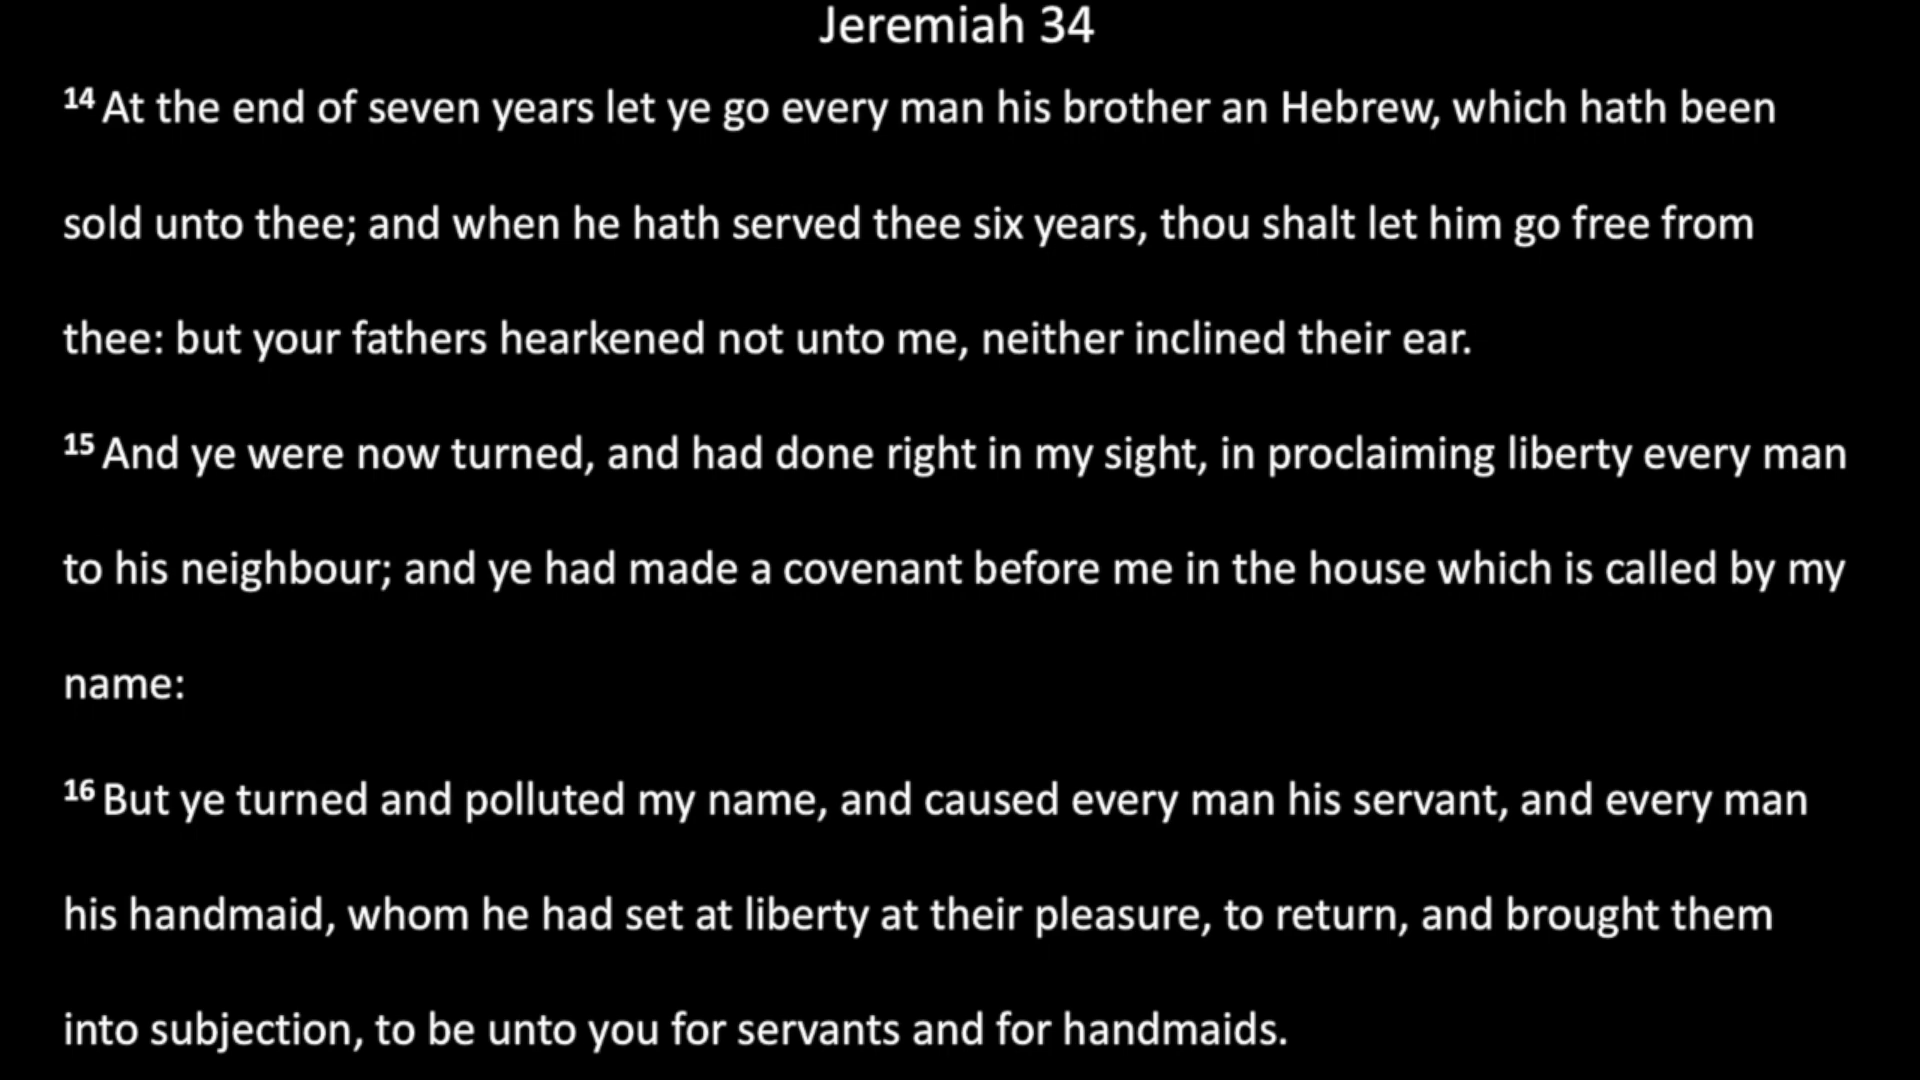 Jeremiah 34
14 At the end of seven years let ye go every man his brother an Hebrew, which hath been
sold unto thee; and when he hath served thee six years, thou shalt let him go free from
thee: but your fathers hearkened not unto me, neither inclined their ear.
15 And ye were now turned, and had done right in my sight, in proclaiming liberty every man
to his neighbour; and ye had made a covenant before me in the house which is called by my
name:
16 But ye turned and polluted my name, and caused every man his servant, and every man
his handmaid, whom he had set at liberty at their pleasure, to return, and brought them
into subjection, to be unto you for servants and for handmaids.